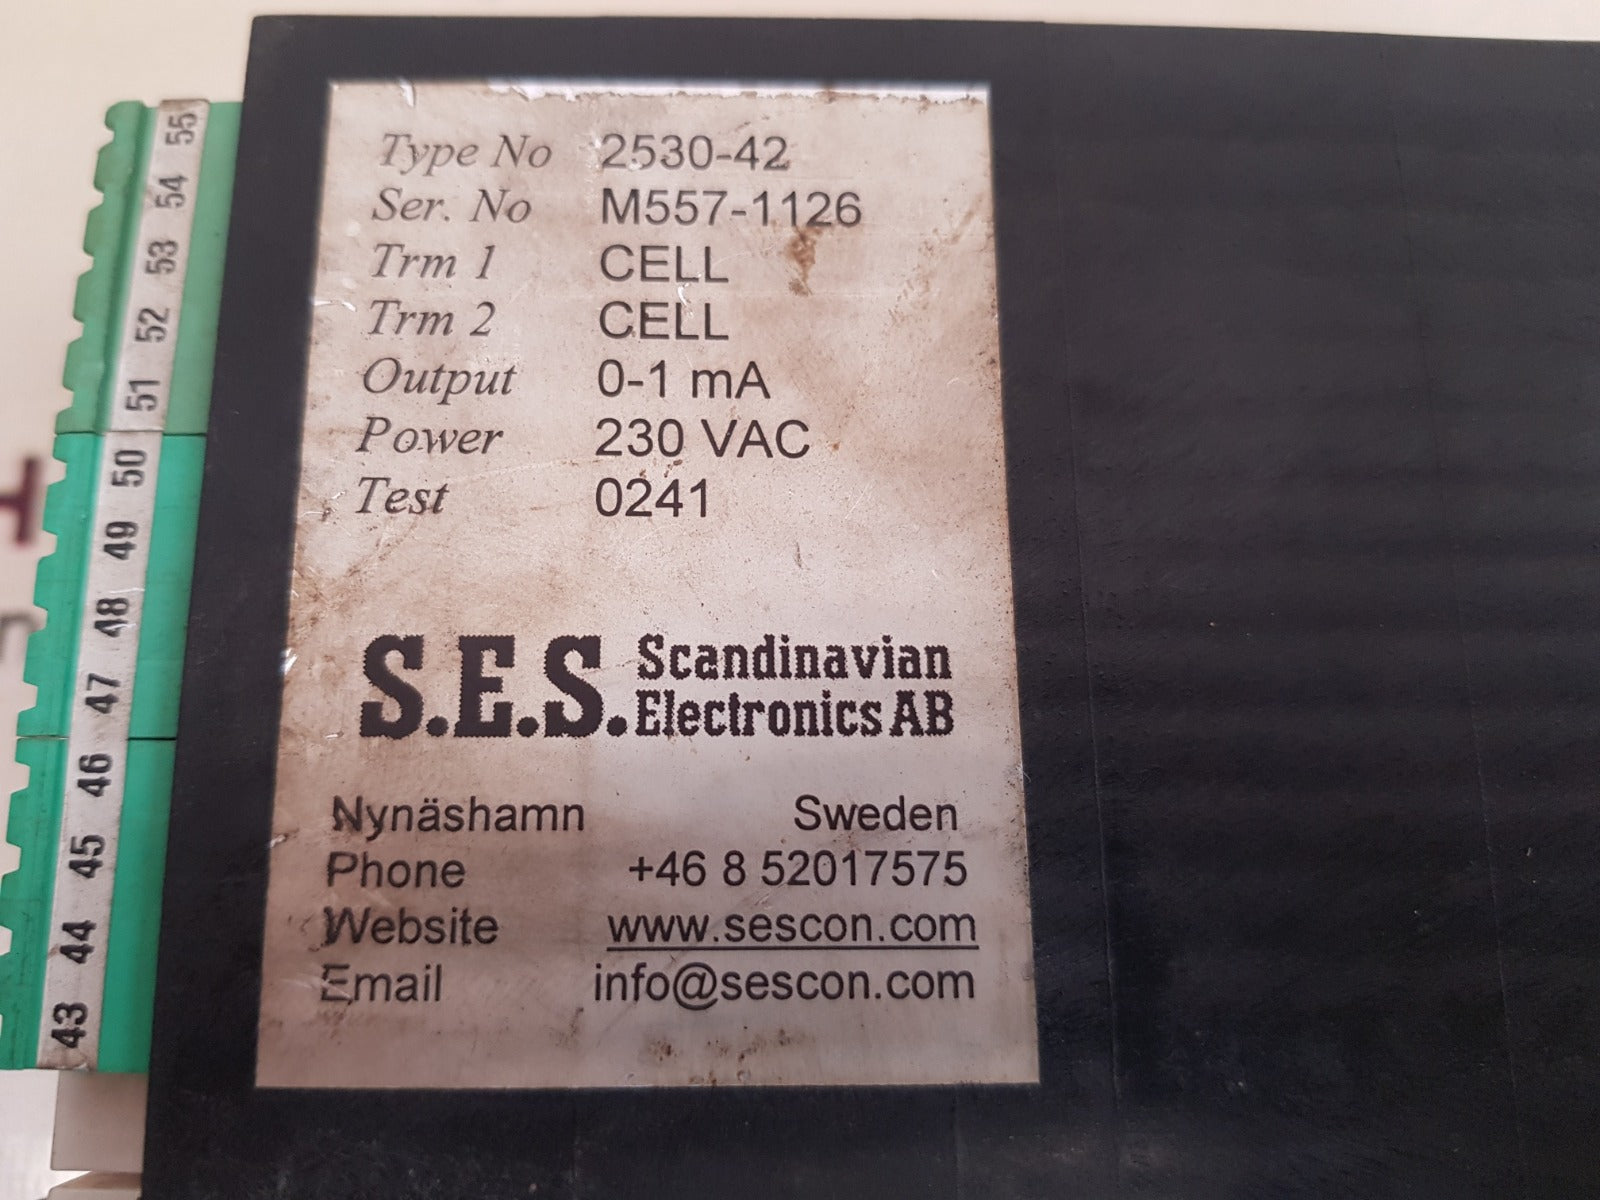 Type No 2530-42
Ser. No M557-1126
Trm 1 CELL
Trm 2 CELL
Output 0-1 mA
Power 230 VAC
Test 0241
S.E.S. Scandinavian
Electronics AB
Nynäshamn Sweden
Phone +46 8 52017575
Website www.sescon.com
Email info@sescon.com
55
54
53
52
51
50
49
48
47
46
45
44
43